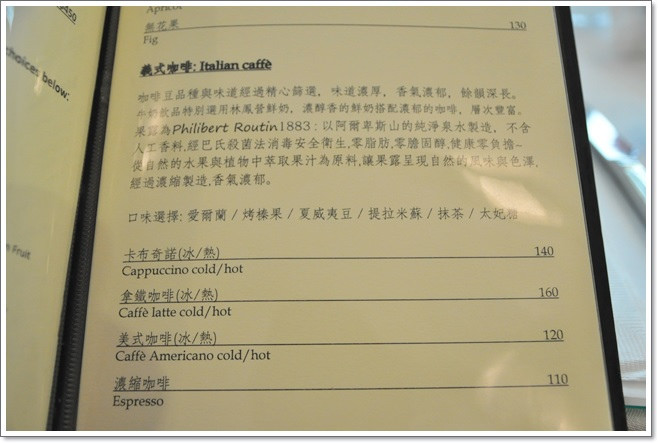 $450
choices below:
Fruit
Apricot
無花果 130
Fig
義式咖啡: Italian caffè
咖啡豆品種與味道經過精心篩選，味道濃厚，香氣濃郁，餘韻深長。
牛奶飲品特別選用林鳳營鮮奶，濃醇香的鮮奶搭配濃郁的咖啡，層次豐富。
果露為Philibert Routin1883：以阿爾卑斯山的純淨泉水製造，不含
人工香料,經巴氏殺菌法消毒安全衛生,零脂肪,零膽固醇,健康零負擔~
從自然的水果與植物中萃取果汁為原料,讓果露呈現自然的風味與色澤,
經過濃縮製造,香氣濃郁。
口味選擇: 愛爾蘭 / 烤榛果 / 夏威夷豆 / 提拉米蘇 / 抹茶 / 太妃糖
卡布奇諾(冰/熱) 140
Cappuccino cold/hot
拿鐵咖啡(冰/熱) 160
Caffè latte cold/hot
美式咖啡(冰/熱) 120
Caffè Americano cold/hot
濃縮咖啡 110
Espresso